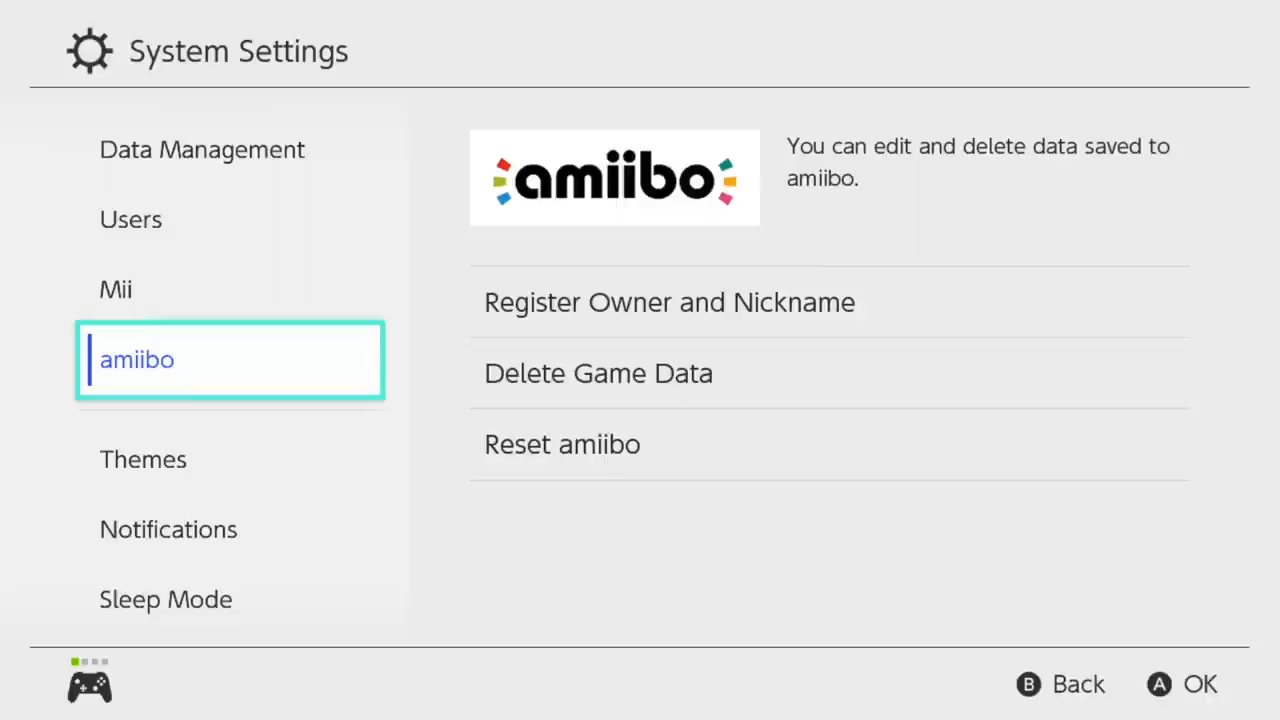 System Settings
Data Management
Users
Mii
amiibo
Themes
Notifications
Sleep Mode
amiibo
You can edit and delete data saved to
amiibo.
Register Owner and Nickname
Delete Game Data
Reset amiibo
B Back
A OK